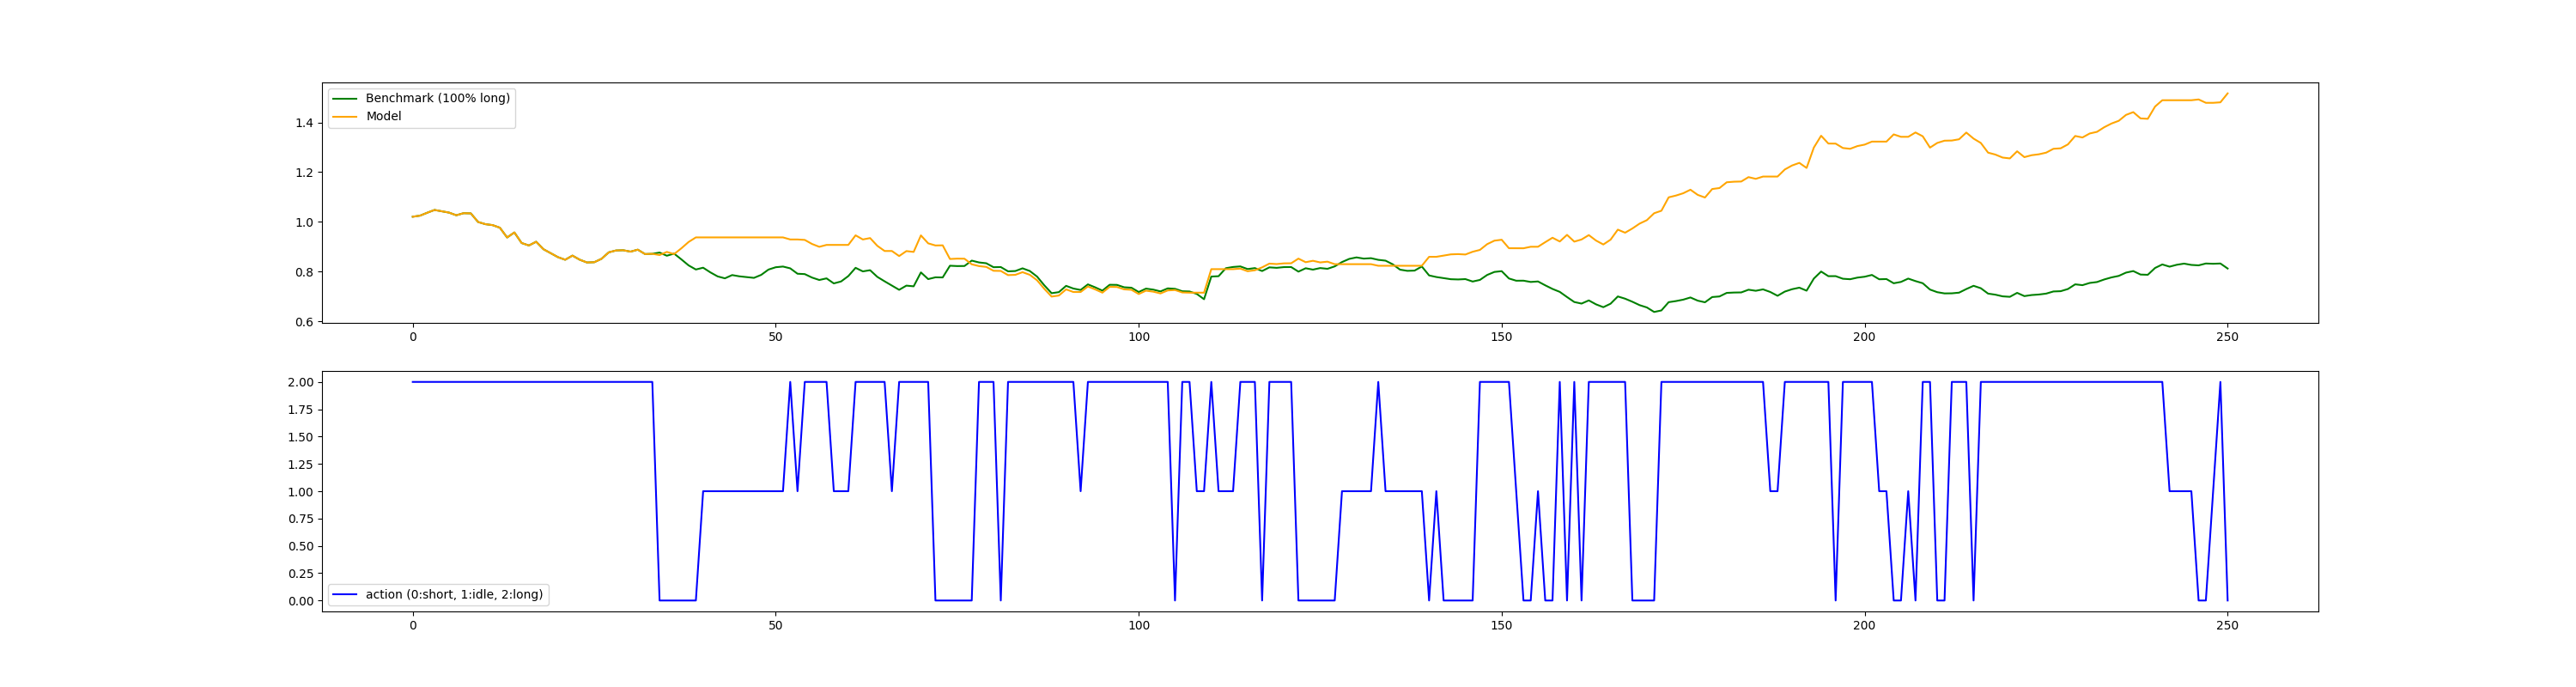 Benchmark (100% long)
Model
1.4
1.2
1.0
0.8
0.6
0 50 100 150 200 250
2.00
1.75
1.50
1.25
1.00
0.75
0.50
0.25
0.00
action (0:short, 1:idle, 2:long)
0 50 100 150 200 250